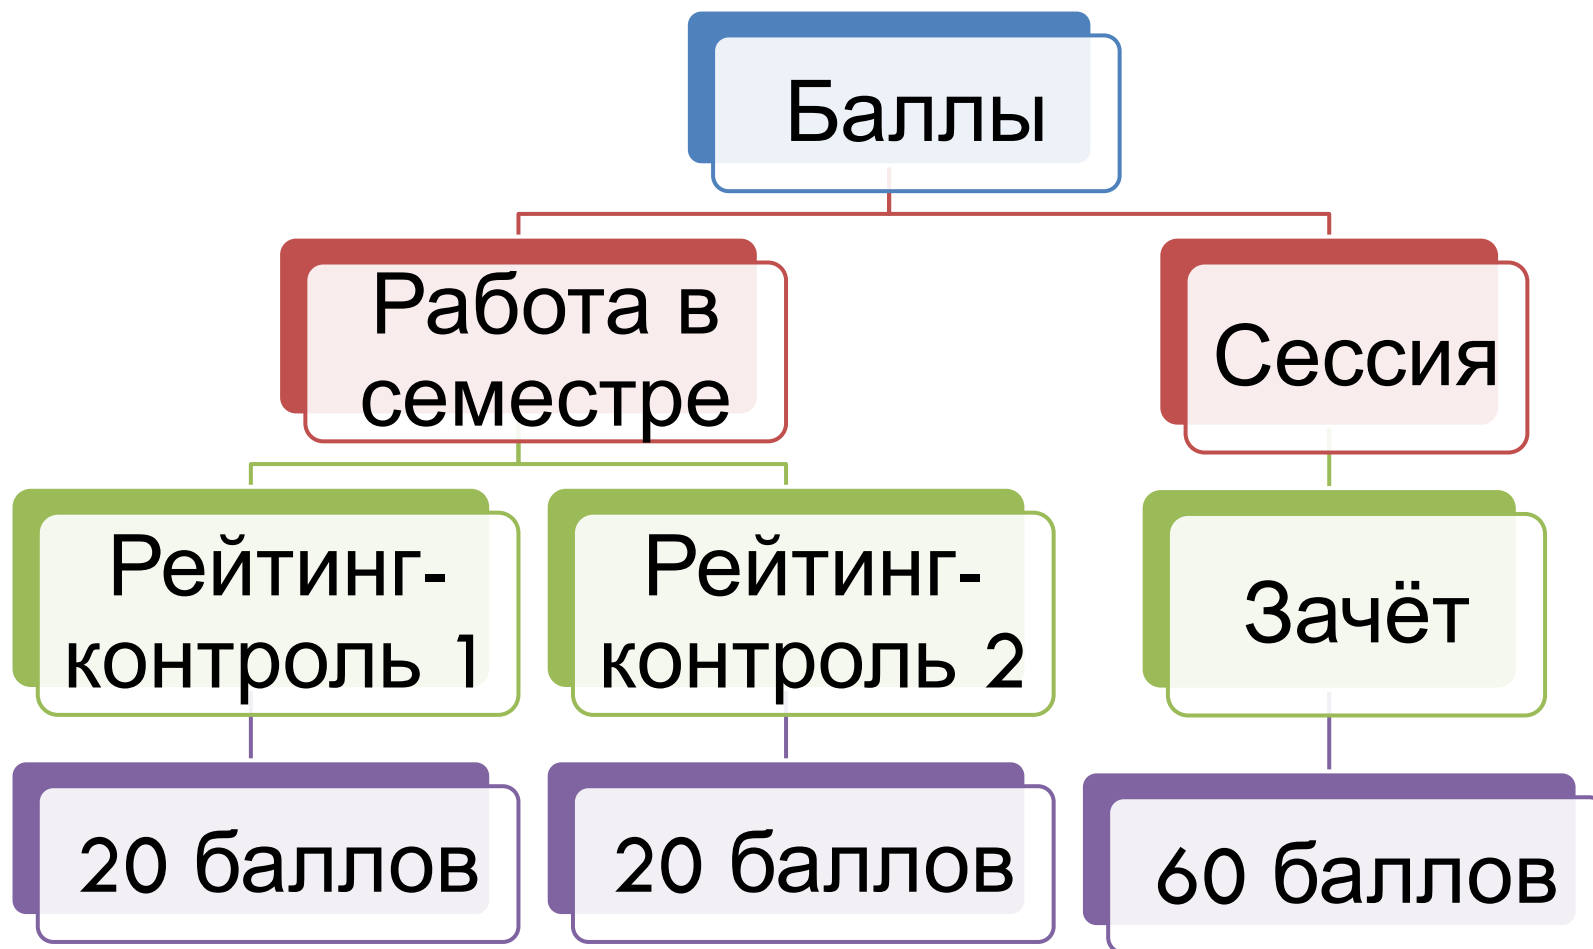 Баллы
Работа в
семестре
Сессия
Рейтинг-
контроль 1
Рейтинг-
контроль 2
Зачёт
20 баллов
20 баллов
60 баллов